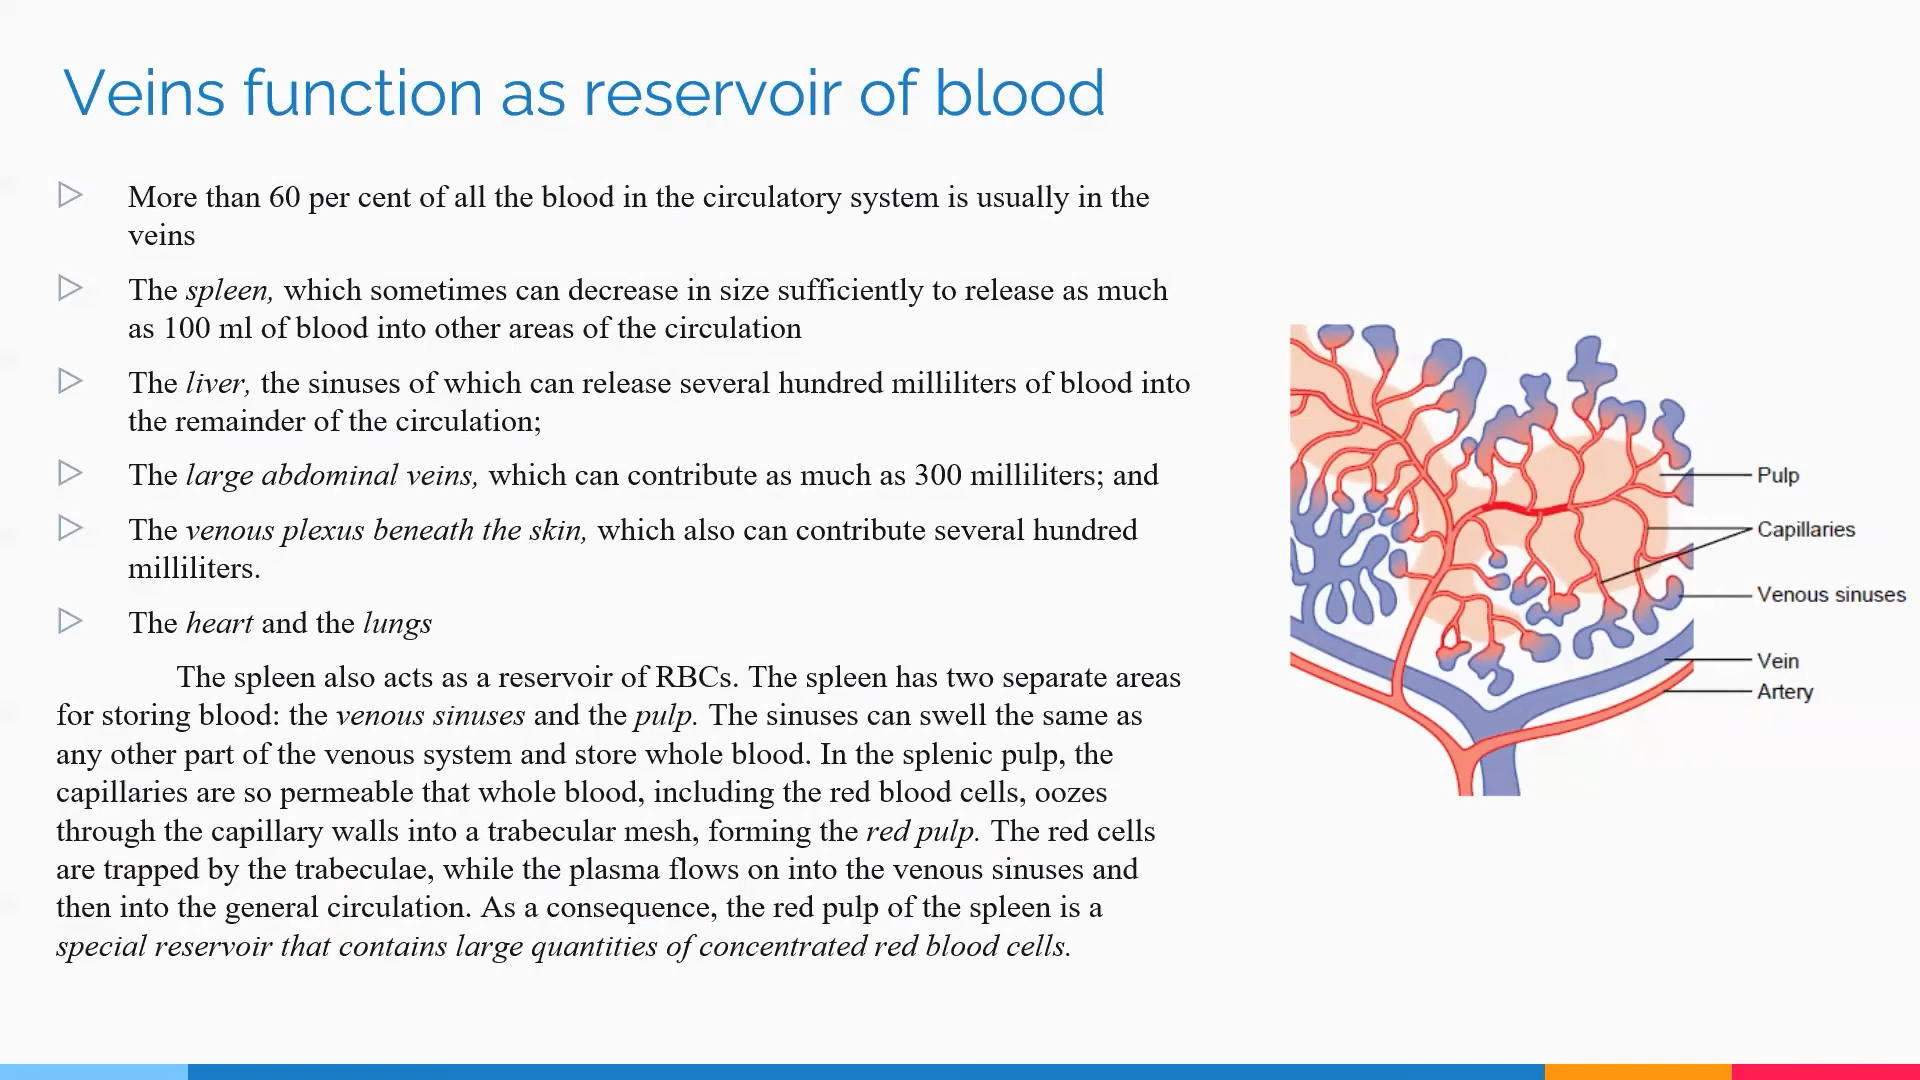 Veins function as reservoir of blood
More than 60 per cent of all the blood in the circulatory system is usually in the
veins
The spleen, which sometimes can decrease in size sufficiently to release as much
as 100 ml of blood into other areas of the circulation
The liver, the sinuses of which can release several hundred milliliters of blood into
the remainder of the circulation;
The large abdominal veins, which can contribute as much as 300 milliliters; and
The venous plexus beneath the skin, which also can contribute several hundred
milliliters.
The heart and the lungs
The spleen also acts as a reservoir of RBCs. The spleen has two separate areas
for storing blood: the venous sinuses and the pulp. The sinuses can swell the same as
any other part of the venous system and store whole blood. In the splenic pulp, the
capillaries are so permeable that whole blood, including the red blood cells, oozes
through the capillary walls into a trabecular mesh, forming the red pulp. The red cells
are trapped by the trabeculae, while the plasma flows on into the venous sinuses and
then into the general circulation. As a consequence, the red pulp of the spleen is a
special reservoir that contains large quantities of concentrated red blood cells.
Pulp
Capillaries
Venous sinuses
Vein
Artery